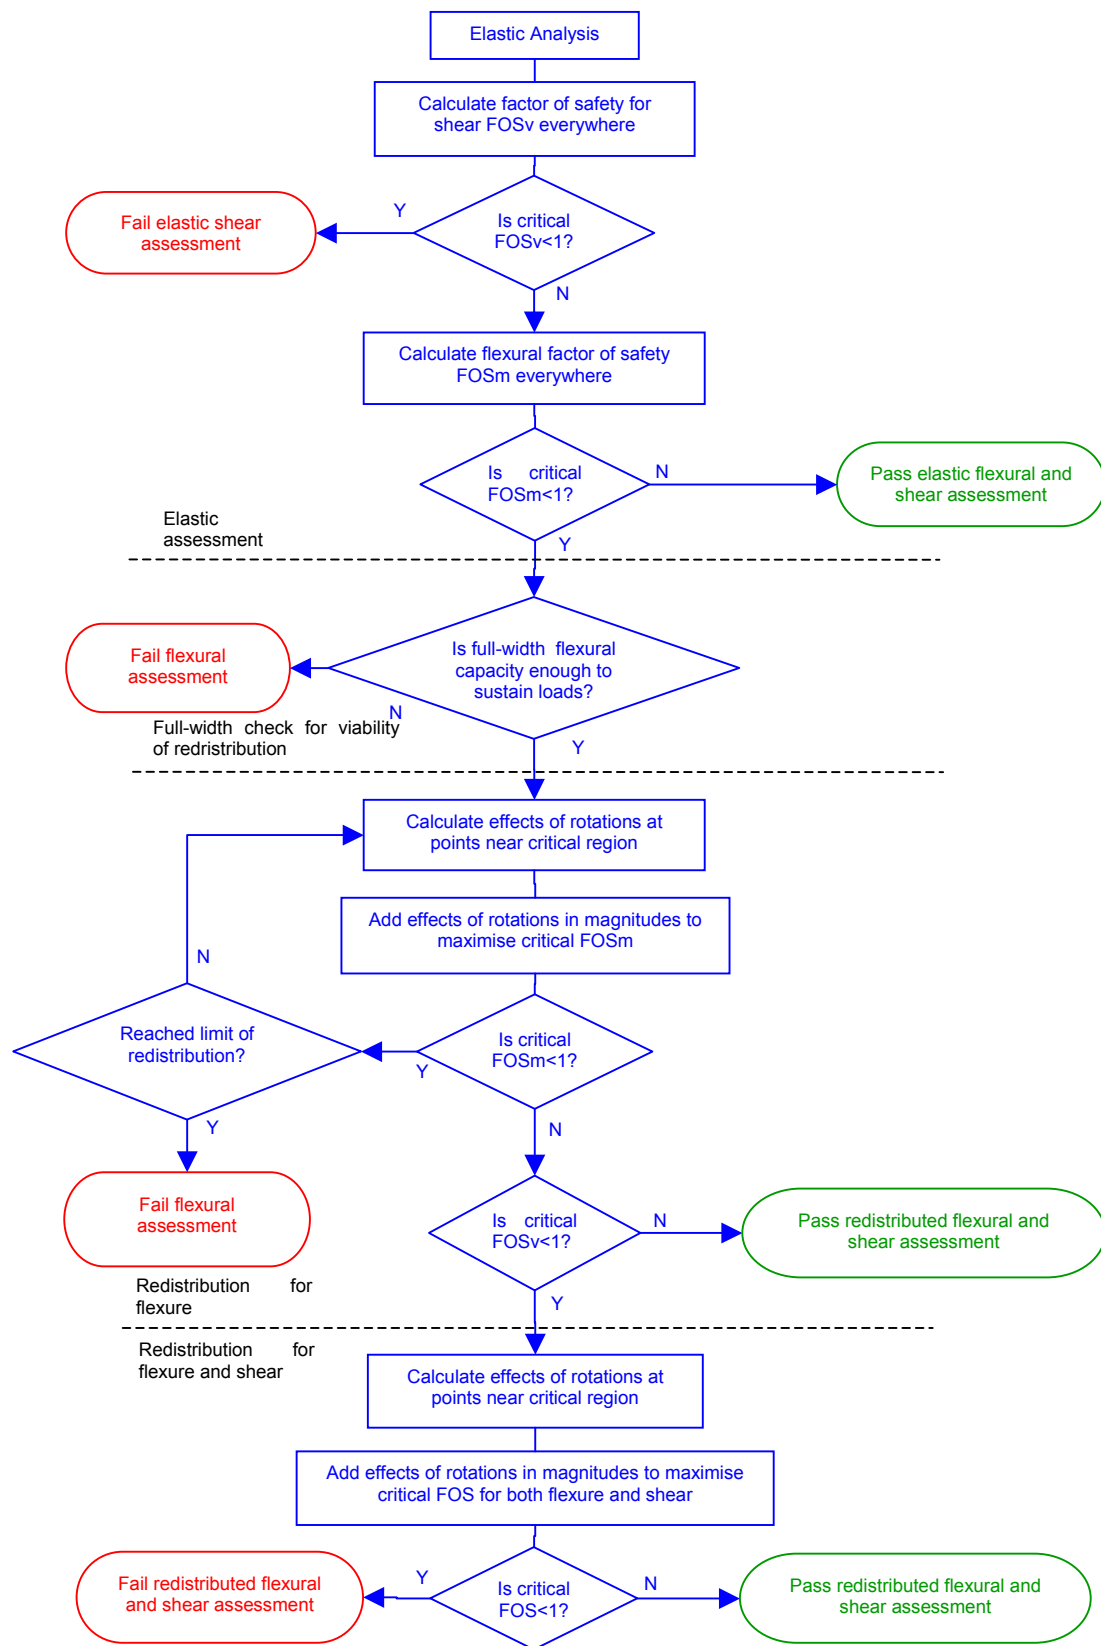 Elastic Analysis
Calculate factor of safety for
shear FOSv everywhere
Y
Fail elastic shear
assessment
Is critical
FOSv<1?
N
Calculate flexural factor of safety
FOSm everywhere
Is critical
FOSm<1?
N
Pass elastic flexural and
shear assessment
Elastic
assessment
Y
Fail flexural
assessment
Is full-width flexural
capacity enough to
sustain loads?
N
Full-width check for viability
of redristribution
Y
Calculate effects of rotations at
points near critical region
Add effects of rotations in magnitudes to
maximise critical FOSm
N
Reached limit of
redistribution?
Is critical
FOSm<1?
Y
Y
N
Fail flexural
assessment
Is critical
FOSv<1?
N
Pass redistributed flexural and
shear assessment
Redistribution for
flexure
Y
Redistribution for
flexure and shear
Calculate effects of rotations at
points near critical region
Add effects of rotations in magnitudes to maximise
critical FOS for both flexure and shear
Fail redistributed flexural
and shear assessment
Y
Is critical
FOS<1?
N
Pass redistributed flexural and
shear assessment